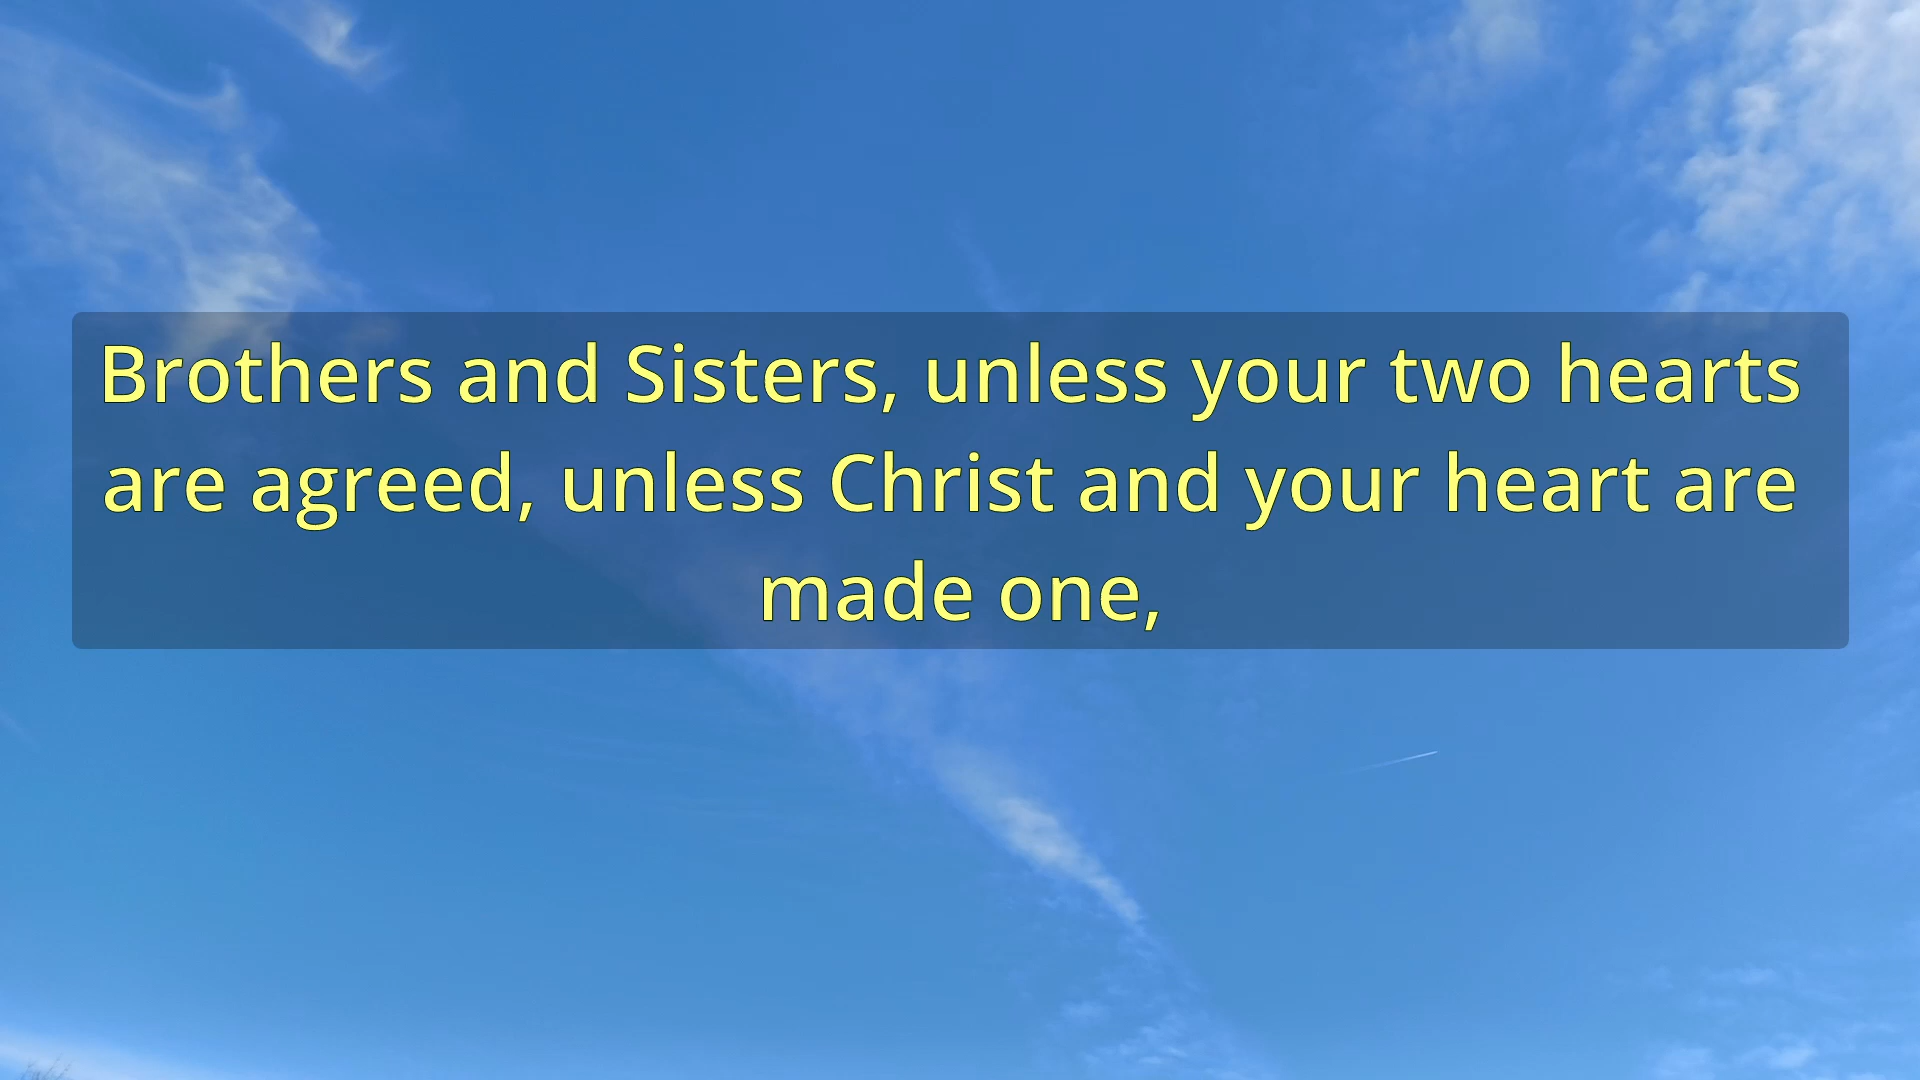 Brothers and Sisters, unless your two hearts
are agreed, unless Christ and your heart are
made one,